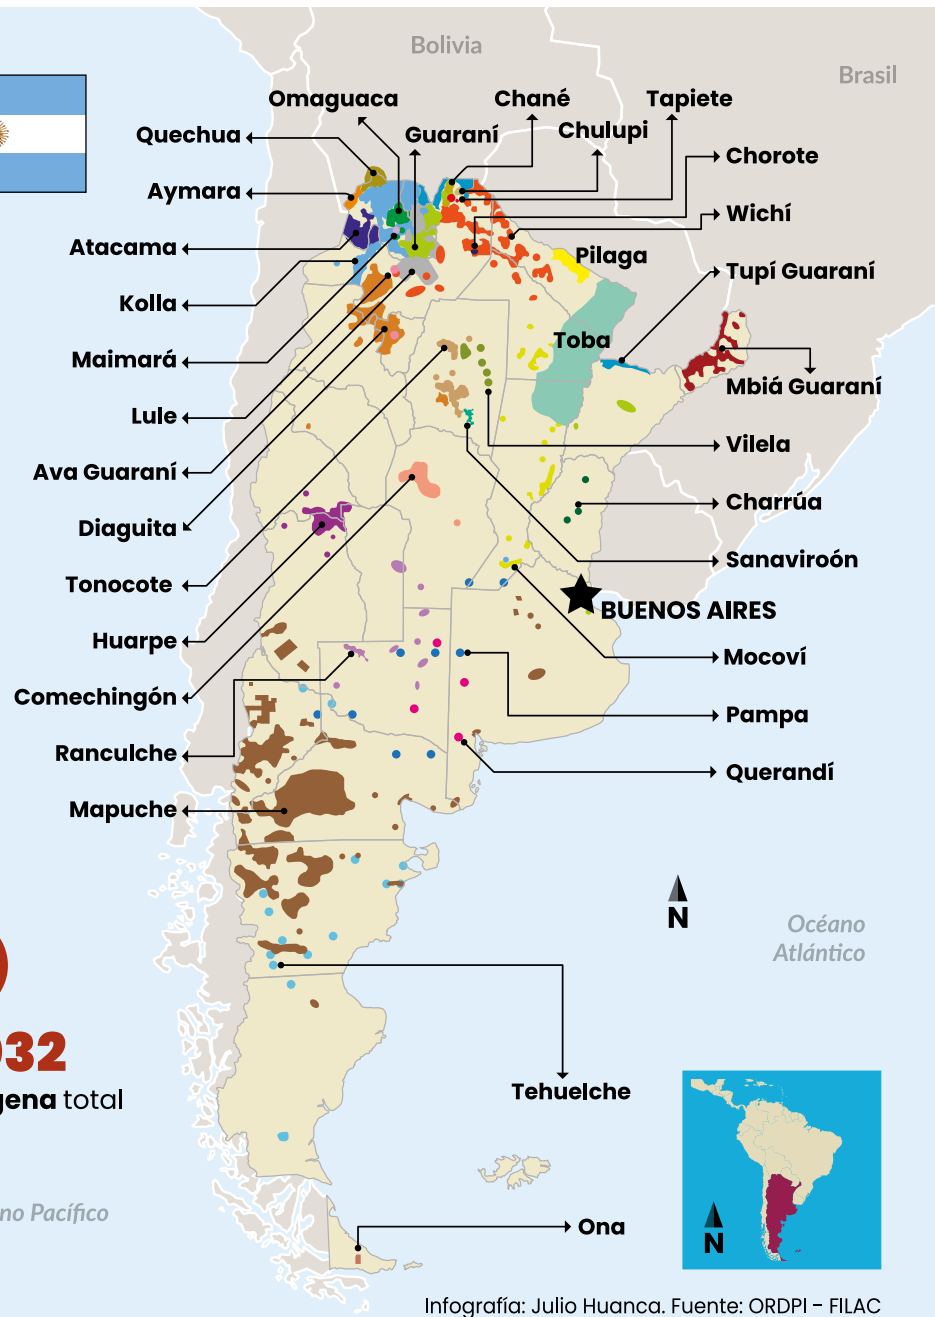 Bolivia
Brasil
Omaguaca
Chané
Tapiete
Quechua
Guaraní
Chulupi
Chorote
Aymara
Wichí
Atacama
Pilaga
Tupí Guaraní
Kolla
Toba
Maimará
Mbiá Guaraní
Lule
Vilela
Ava Guaraní
Charrúa
Diaguita
Sanaviroón
Tonocote
BUENOS AIRES
Huarpe
Mocoví
Comechingón
Pampa
Ranculche
Querandí
Mapuche
N
Océano
Atlántico
32
gena total
Tehuelche
no Pacífico
Ona
N
Infografía: Julio Huanca. Fuente: ORDPI – FILAC